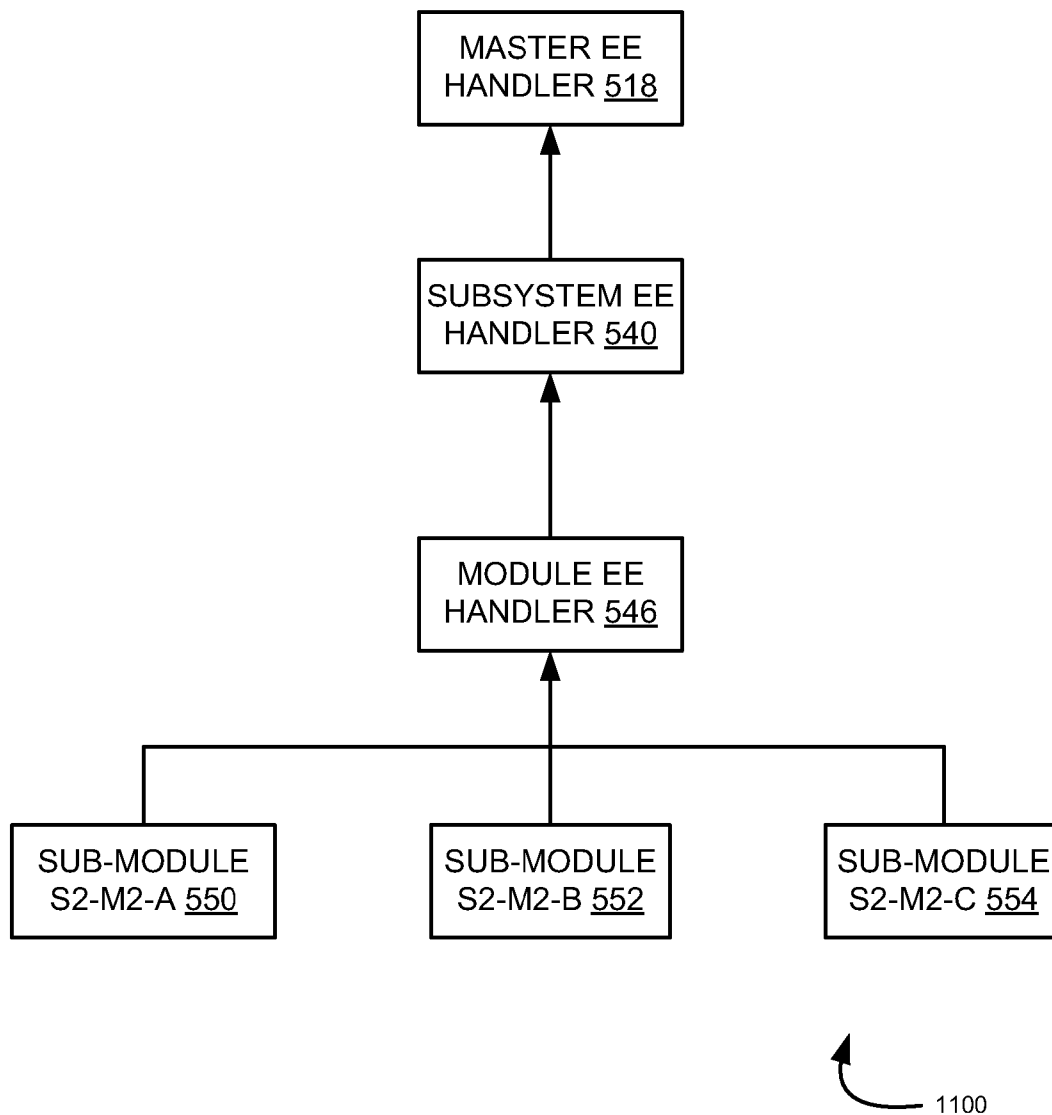 MASTER EE
HANDLER 518
SUBSYSTEM EE
HANDLER 540
MODULE EE
HANDLER 546
SUB-MODULE
S2-M2-A 550
SUB-MODULE
S2-M2-B 552
SUB-MODULE
S2-M2-C 554
1100